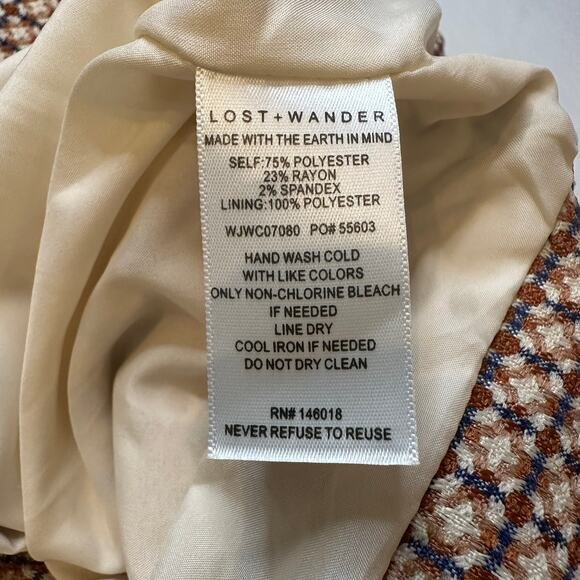 LOST + WANDER
MADE WITH THE EARTH IN MIND
SELF:75% POLYESTER
23% RAYON
2% SPANDEX
LINING:100% POLYESTER
WJWC07080 PO# 55603
HAND WASH COLD
WITH LIKE COLORS
ONLY NON-CHLORINE BLEACH
IF NEEDED
LINE DRY
COOL IRON IF NEEDED
DO NOT DRY CLEAN
RN# 146018
NEVER REFUSE TO REUSE